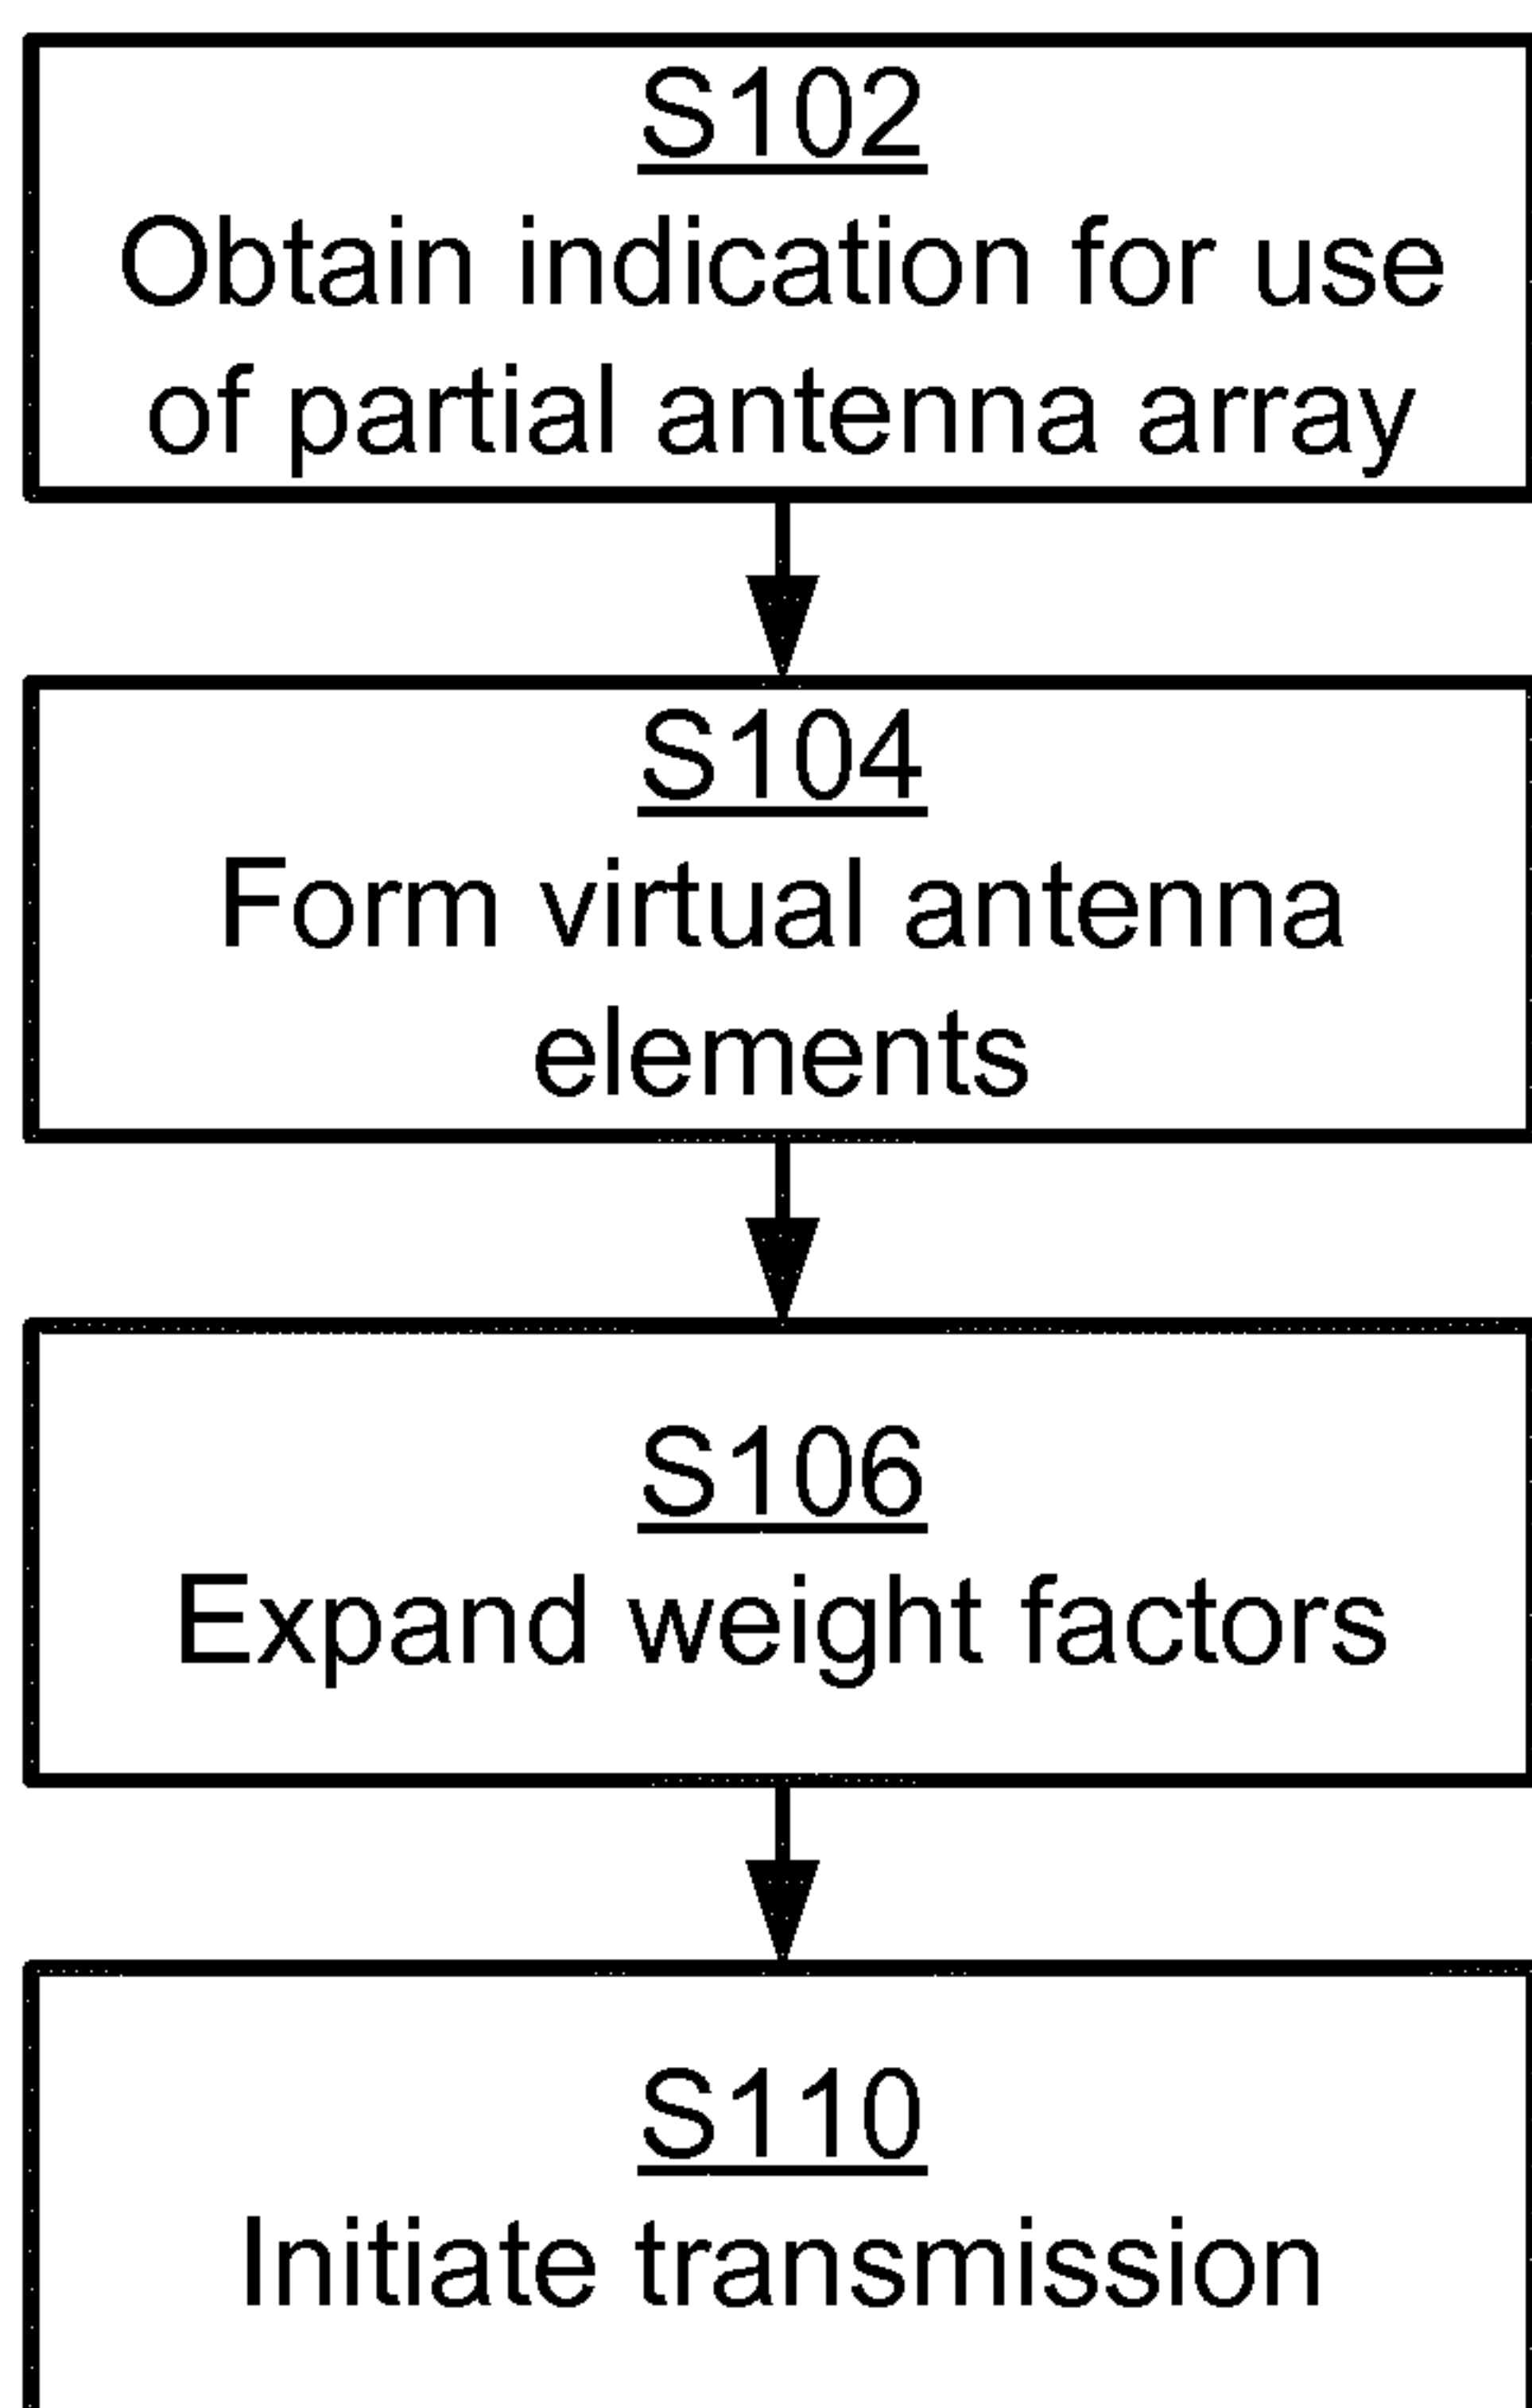 S102
Obtain indication for use
of partial antenna array
S104
Form virtual antenna
elements
S106
Expand weight factors
S110
Initiate transmission